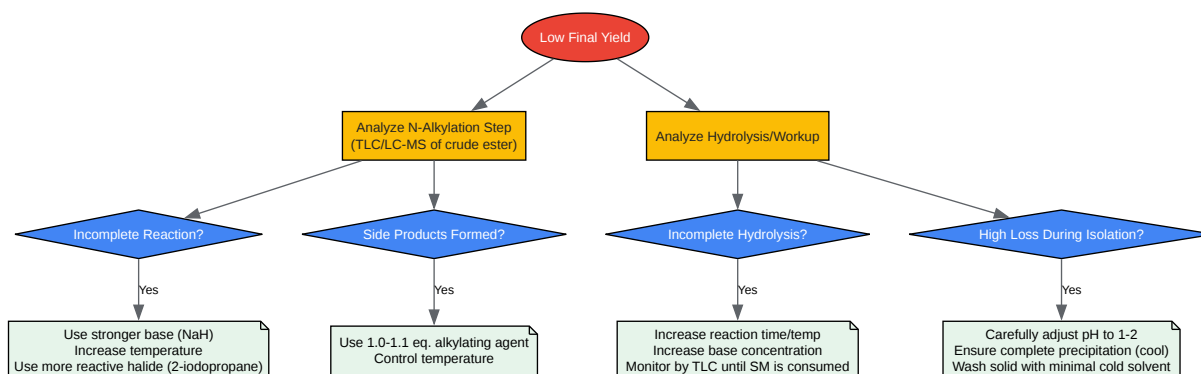 Low Final Yield
Analyze N-Alkylation Step
(TLC/LC-MS of crude ester)
Analyze Hydrolysis/Workup
Incomplete Reaction?
Side Products Formed?
Incomplete Hydrolysis?
High Loss During Isolation?
Yes
Yes
Yes
Yes
Use stronger base (NaH)
Increase temperature
Use more reactive halide (2-iodopropane)
Use 1.0-1.1 eq. alkylating agent
Control temperature
Increase reaction time/temp
Increase base concentration
Monitor by TLC until SM is consumed
Carefully adjust pH to 1-2
Ensure complete precipitation (cool)
Wash solid with minimal cold solvent